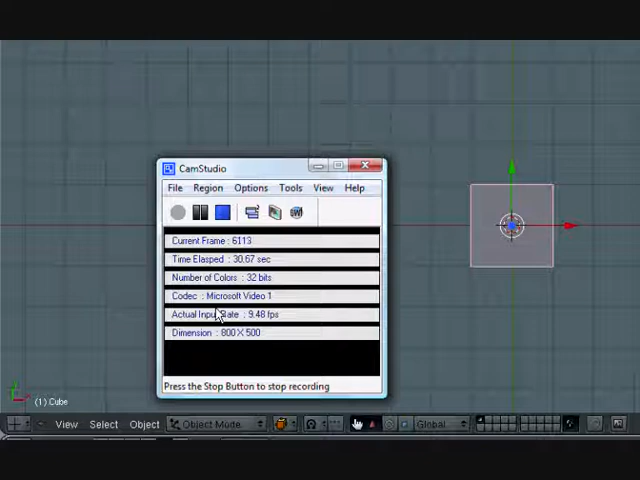 CamStudio
File Region Options Tools View Help
Current Frame : 6113
Time Elasped : 30.67 sec
Number of Colors : 32 bits
Codec : Microsoft Video 1
Actual Input Rate : 9.48 fps
Dimension : 800 X 500
Press the Stop Button to stop recording
(1) Cube
View Select Object Object Mode Global